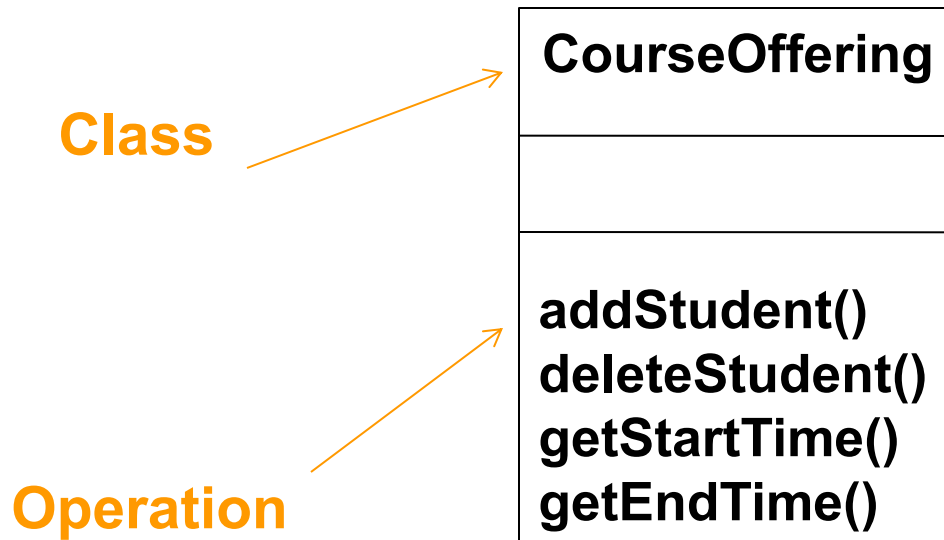 CourseOffering
Class
addStudent()
deleteStudent()
getStartTime()
getEndTime()
Operation